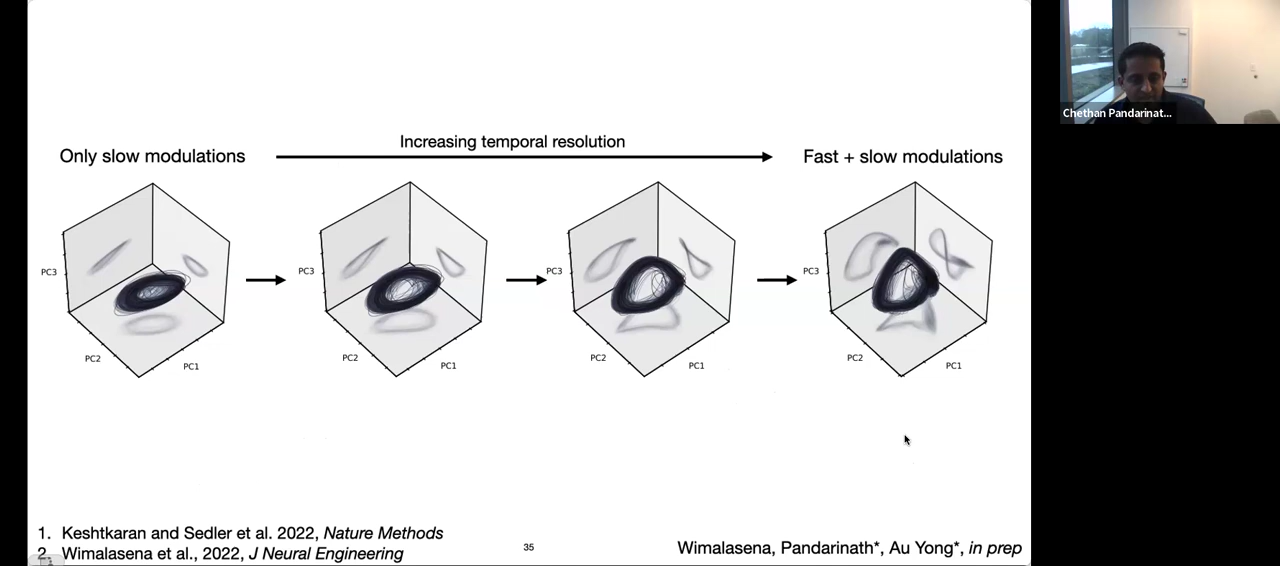 Only slow modulations
Increasing temporal resolution
Fast + slow modulations
PC3
PC2
PC1
PC3
PC2
PC1
PC3
PC2
PC1
PC3
PC2
PC1
1. Keshtkaran and Sedler et al. 2022, Nature Methods
2. Wimalasena et al., 2022, J Neural Engineering
35
Wimalasena, Pandarinath*, Au Yong*, in prep
Chethan Pandarinat...